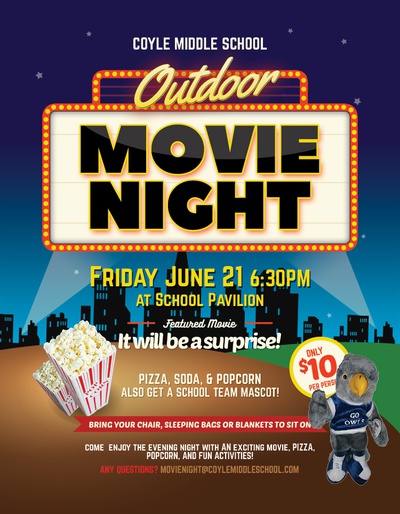 COYLE MIDDLE SCHOOL
Outdoor
MOVIE
NIGHT
FRIDAY JUNE 21 6:30PM
AT SCHOOL PAVILION
Featured Movie
It will be a surprise!
ONLY
$10
PER PERSON
PIZZA, SODA, & POPCORN
ALSO GET A SCHOOL TEAM MASCOT!
BRING YOUR CHAIR, SLEEPING BAGS OR BLANKETS TO SIT ON
GO
OWLS
COME ENJOY THE EVENING NIGHT WITH AN EXCITING MOVIE, PIZZA,
POPCORN, AND FUN ACTIVITIES!
ANY QUESTIONS? MOVIENIGHT@COYLEMIDDLESCHOOL.COM